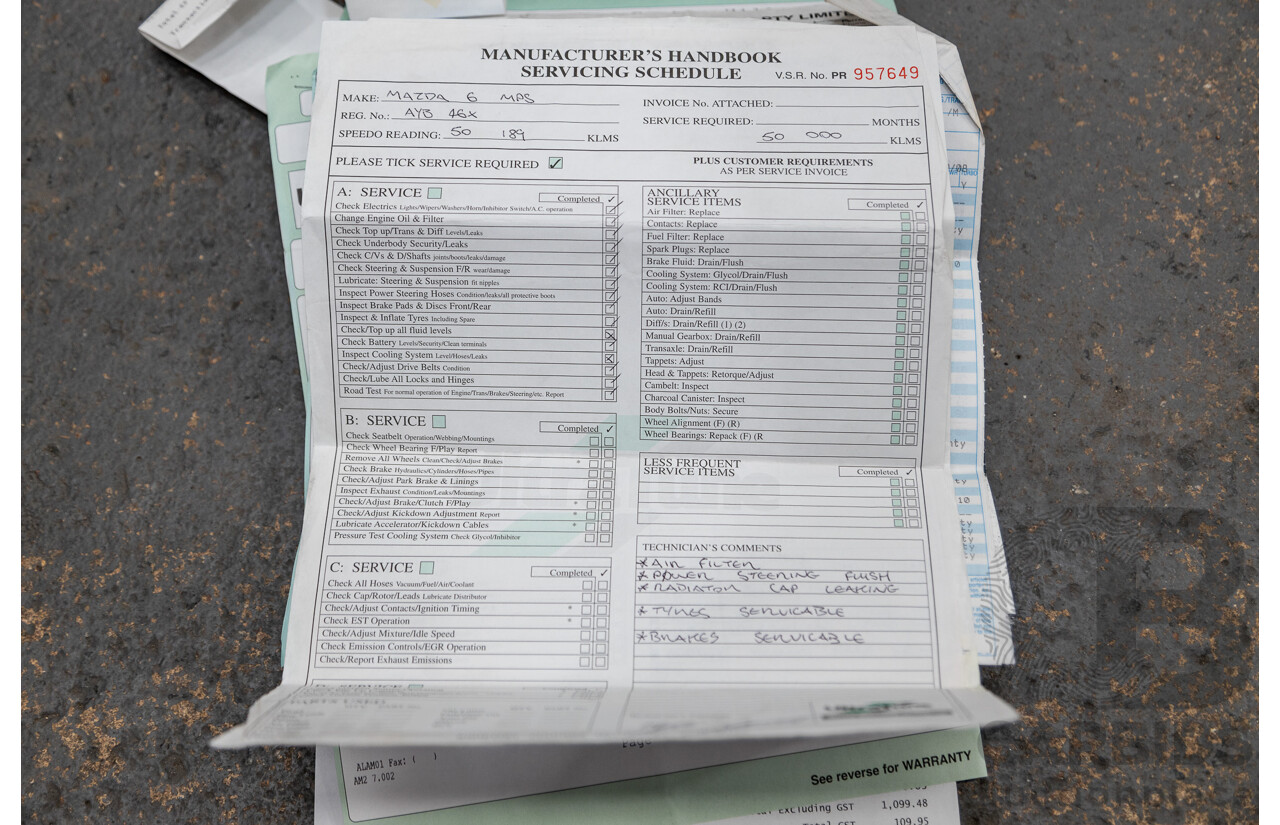 RTY LIMITED
MANUFACTURER'S HANDBOOK
SERVICING SCHEDULE
V.S.R. No. PR 957649
MAKE: MAZDA 6 MPS
REG. No.: AYB 46X
SPEEDO READING: 50 189 KLMS
INVOICE No. ATTACHED:
SERVICE REQUIRED: MONTHS
50 000 KLMS
PLEASE TICK SERVICE REQUIRED ✓
PLUS CUSTOMER REQUIREMENTS
AS PER SERVICE INVOICE
A: SERVICE
Completed ✓
Check Electrics Lights/Wipers/Washers/Horn/Inhibitor Switch/A.C. operation
Change Engine Oil & Filter
Check Top up/Trans & Diff Levels/Leaks
Check Underbody Security/Leaks
Check C/Vs & D/Shafts joints/boots/leaks/damage
Check Steering & Suspension F/R wear/damage
Lubricate: Steering & Suspension fit nipples
Inspect Power Steering Hoses Condition/leaks/all protective boots
Inspect Brake Pads & Discs Front/Rear
Inspect & Inflate Tyres Including Spare
Check/Top up all fluid levels
Check Battery Levels/Security/Clean terminals
Inspect Cooling System Level/Hoses/Leaks
Check/Adjust Drive Belts Condition
Check/Lube All Locks and Hinges
Road Test For normal operation of Engine/Trans/Brakes/Steering/etc. Report
B: SERVICE
Completed ✓
Check Seatbelt Operation/Webbing/Mountings
Check Wheel Bearing F/Play Report
Remove All Wheels Clean/Check/Adjust Brakes *
Check Brake Hydraulics/Cylinders/Hoses/Pipes
Check/Adjust Park Brake & Linings
Inspect Exhaust Condition/Leaks/Mountings
Check/Adjust Brake/Clutch F/Play *
Check/Adjust Kickdown Adjustment Report *
Lubricate Accelerator/Kickdown Cables *
Pressure Test Cooling System Check Glycol/Inhibitor
C: SERVICE
Completed ✓
Check All Hoses Vacuum/Fuel/Air/Coolant
Check Cap/Rotor/Leads Lubricate Distributor
Check/Adjust Contacts/Ignition Timing *
Check EST Operation *
Check/Adjust Mixture/Idle Speed
Check Emission Controls/EGR Operation
Check/Report Exhaust Emissions
ANCILLARY
SERVICE ITEMS
Completed ✓
Air Filter: Replace
Contacts: Replace
Fuel Filter: Replace
Spark Plugs: Replace
Brake Fluid: Drain/Flush
Cooling System: Glycol/Drain/Flush
Cooling System: RCI/Drain/Flush
Auto: Adjust Bands
Auto: Drain/Refill
Diff/s: Drain/Refill (1) (2)
Manual Gearbox: Drain/Refill
Transaxle: Drain/Refill
Tappets: Adjust
Head & Tappets: Retorque/Adjust
Cambelt: Inspect
Charcoal Canister: Inspect
Body Bolts/Nuts: Secure
Wheel Alignment (F) (R)
Wheel Bearings: Repack (F) (R
LESS FREQUENT
SERVICE ITEMS
Completed ✓
TECHNICIAN'S COMMENTS
* AIR FILTER
* POWER STEERING FLUSH
* RADIATOR CAP LEAKING
* TYRES SERVICABLE
* BRAKES SERVICABLE
PARTS USED
Page
ALAM01 Fax: ( )
AM2 7.002
See reverse for WARRANTY
Excluding GST 1,099.48
Total GST 109.95